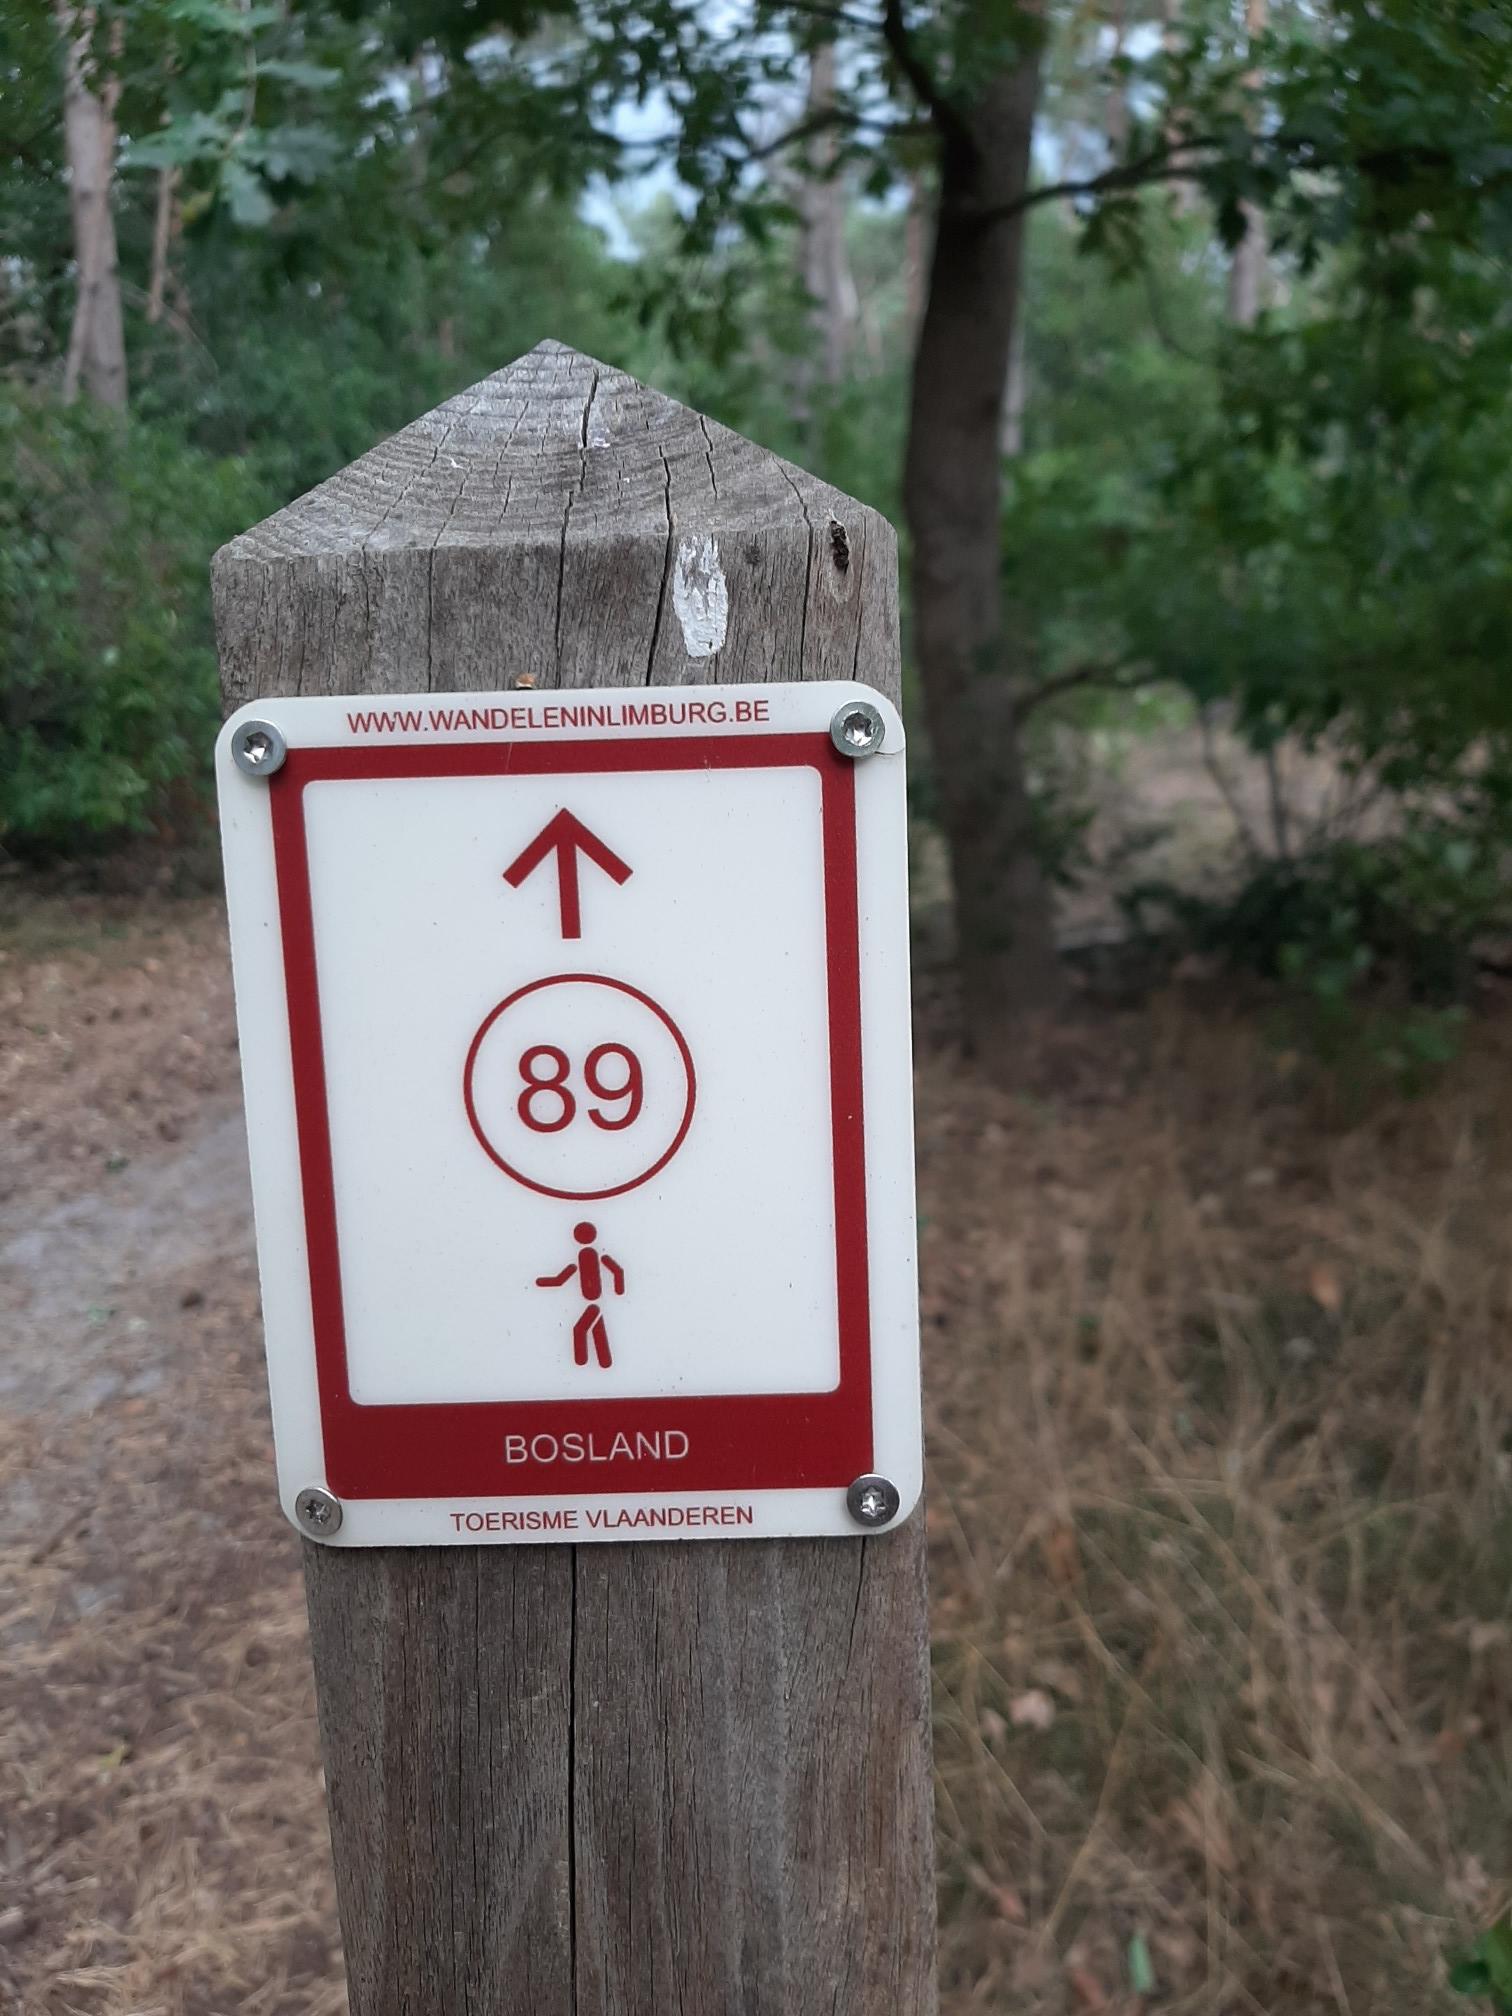 WWW.WANDELENINLIMBURG.BE
89
BOSLAND
TOERISME VLAANDEREN